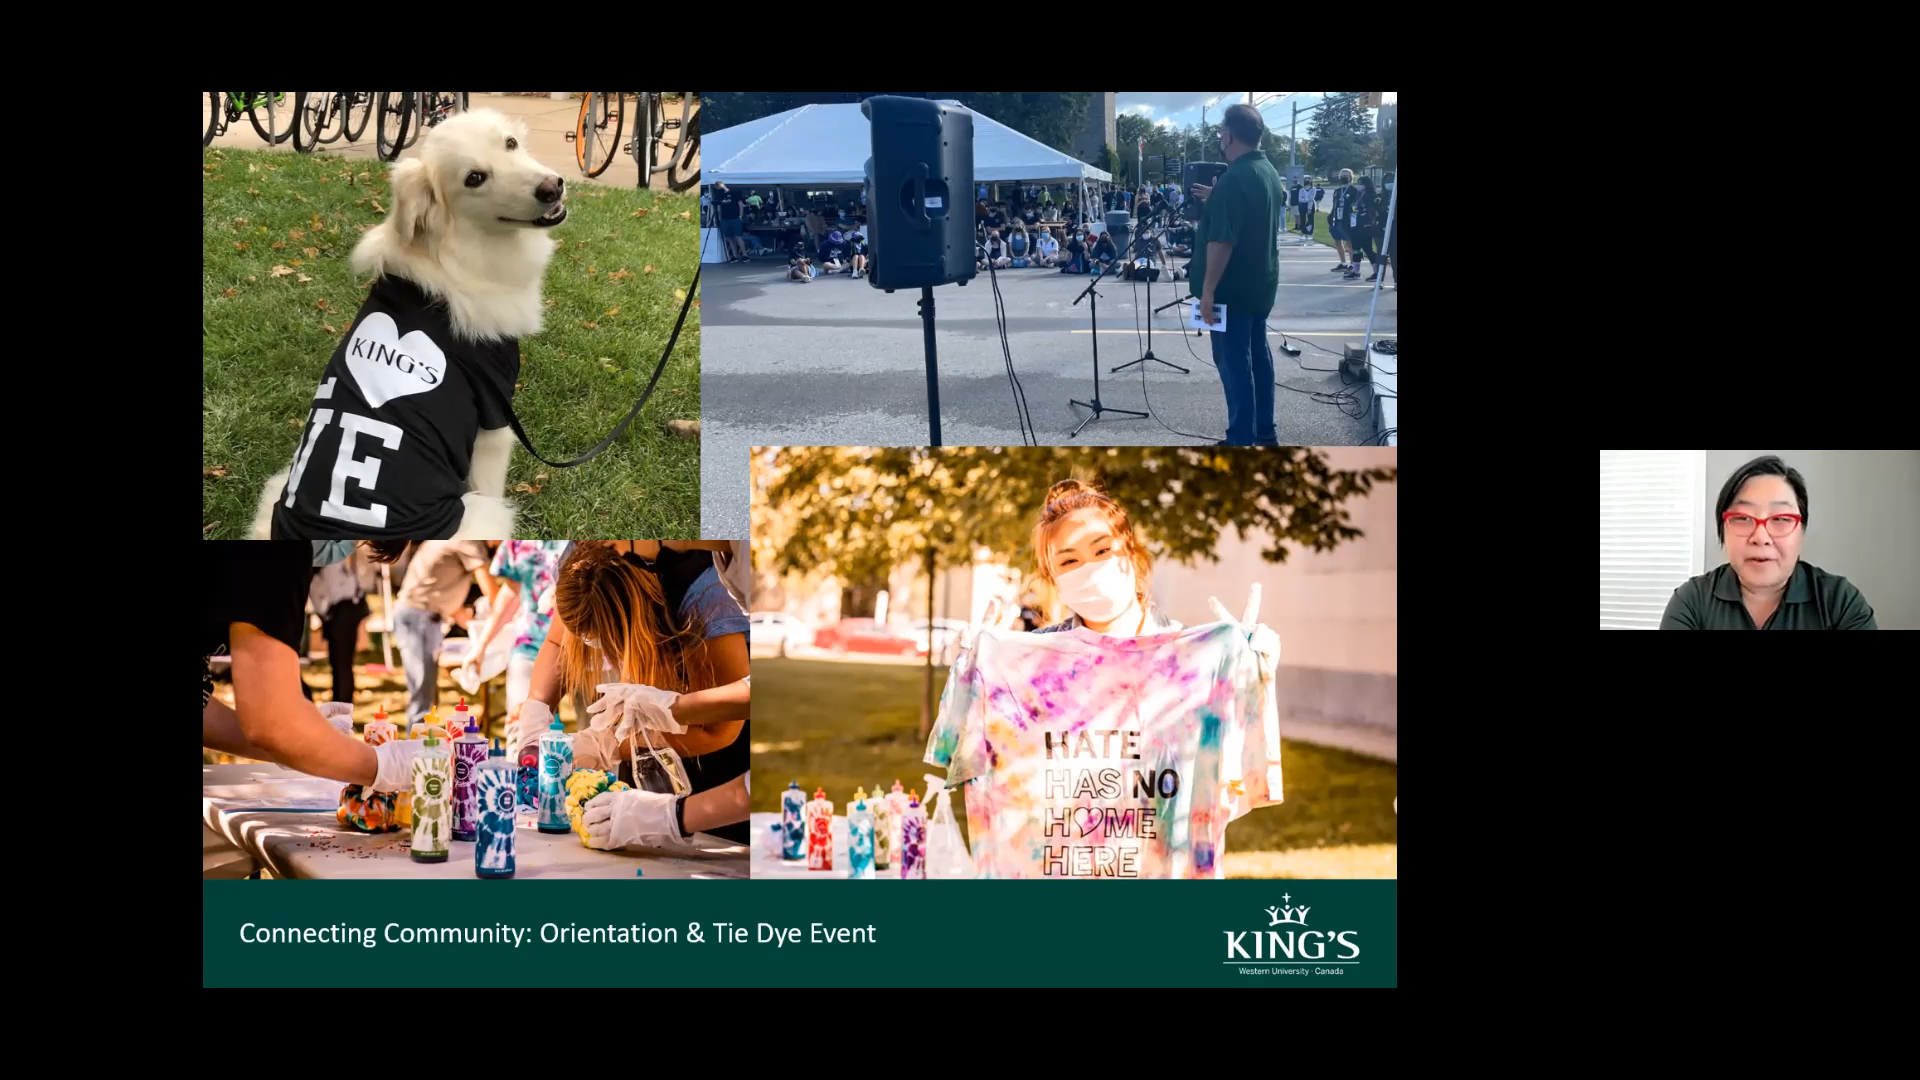 KING'S
L
VE
HATE
HAS NO
HOME
HERE
Connecting Community: Orientation & Tie Dye Event
KING'S
Western University · Canada